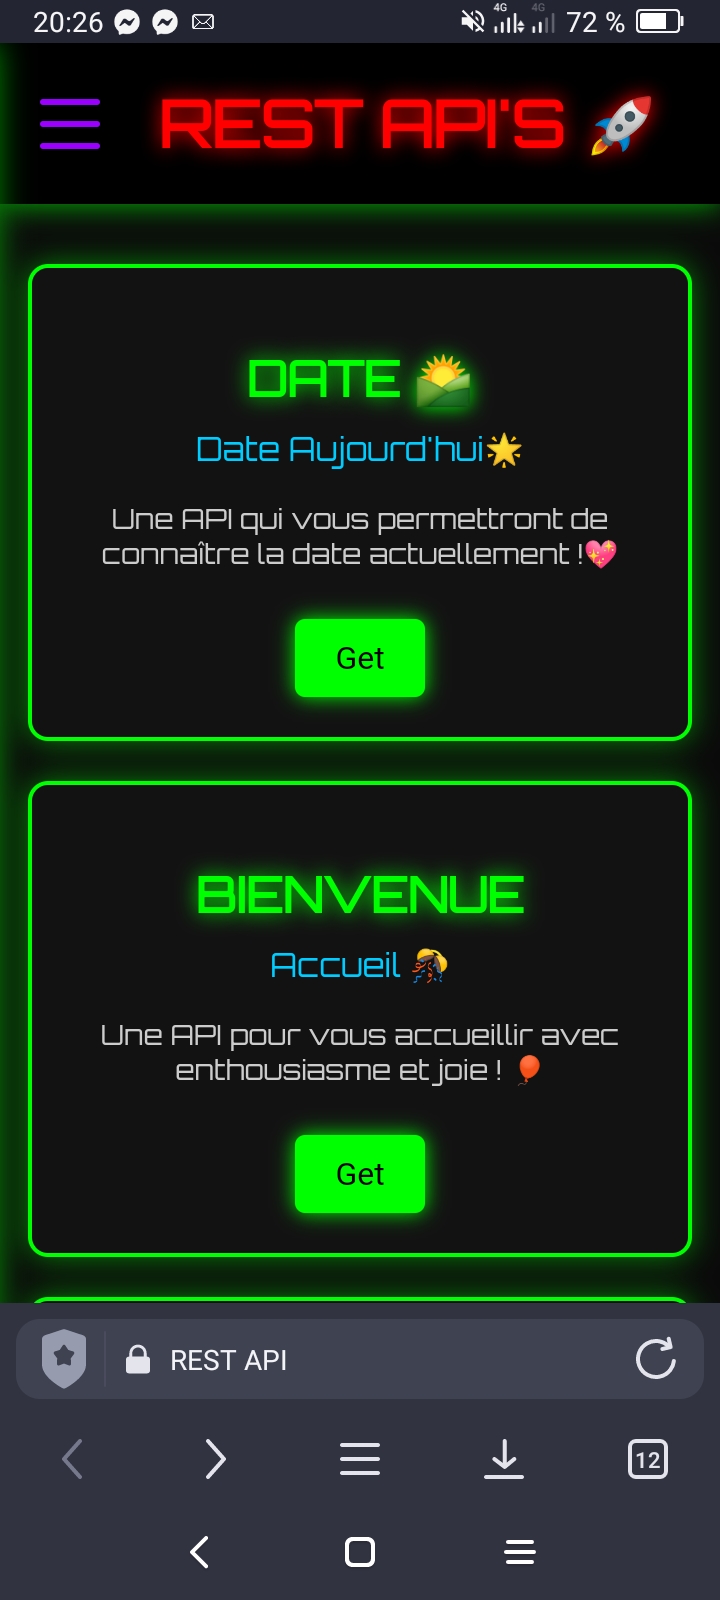 20:26 4G 4G 72 %
REST API'S 🚀
DATE 🌄
Date Aujourd'hui🌟
Une API qui vous permettront de
connaître la date actuellement !💖
Get
BIENVENUE
Accueil 🎊
Une API pour vous accueillir avec
enthousiasme et joie ! 🎈
Get
REST API
12